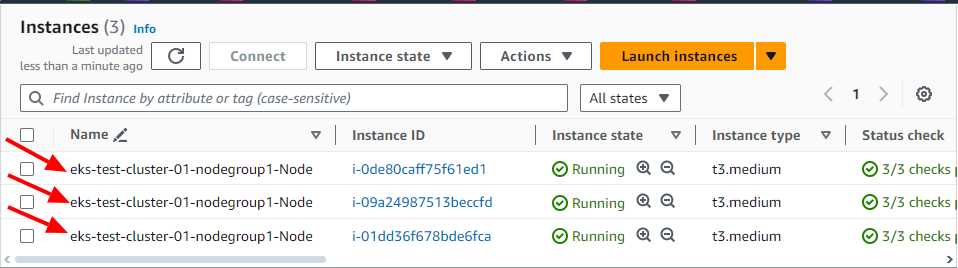 Instances (3) Info
Last updated
less than a minute ago
Connect Instance state Actions Launch instances
Find Instance by attribute or tag (case-sensitive) All states 1
Name Instance ID Instance state Instance type Status check
eks-test-cluster-01-nodegroup1-Node i-0de80caff75f61ed1 Running t3.medium 3/3 checks p
eks-test-cluster-01-nodegroup1-Node i-09a24987513beccfd Running t3.medium 3/3 checks p
eks-test-cluster-01-nodegroup1-Node i-01dd36f678bde6fca Running t3.medium 3/3 checks p